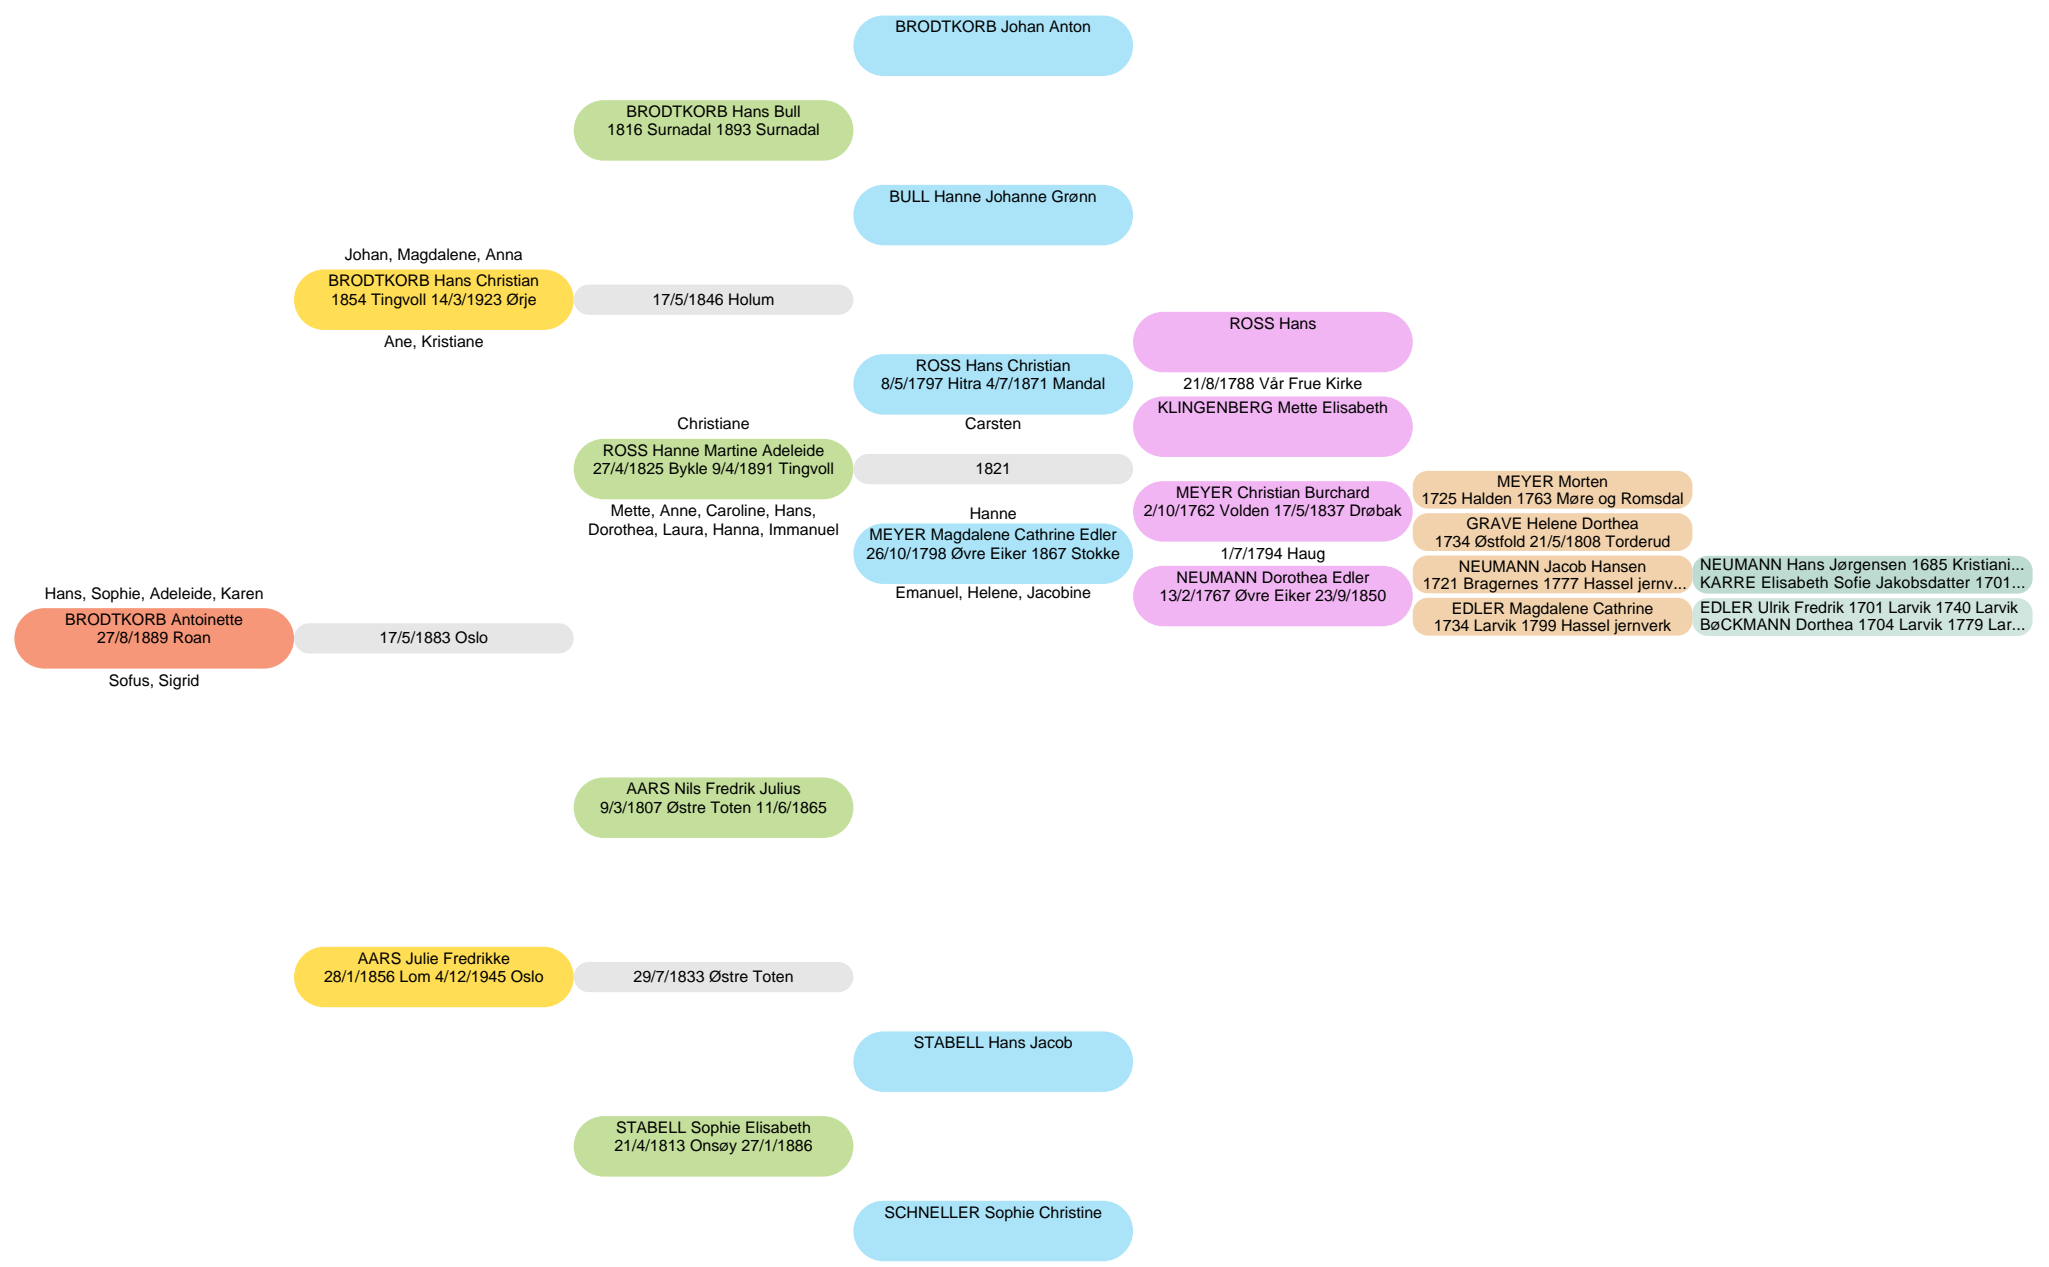 BRODTKORB Johan Anton
BRODTKORB Hans Bull
1816 Surnadal 1893 Surnadal
BULL Hanne Johanne Grønn
Johan, Magdalene, Anna
BRODTKORB Hans Christian
1854 Tingvoll 14/3/1923 Ørje
Ane, Kristiane
17/5/1846 Holum
ROSS Hans
ROSS Hans Christian
8/5/1797 Hitra 4/7/1871 Mandal
Carsten
21/8/1788 Vår Frue Kirke
KLINGENBERG Mette Elisabeth
Christiane
ROSS Hanne Martine Adeleide
27/4/1825 Bykle 9/4/1891 Tingvoll
Mette, Anne, Caroline, Hans,
Dorothea, Laura, Hanna, Immanuel
1821
MEYER Christian Burchard
2/10/1762 Volden 17/5/1837 Drøbak
MEYER Morten
1725 Halden 1763 Møre og Romsdal
GRAVE Helene Dorthea
1734 Østfold 21/5/1808 Torderud
Hanne
MEYER Magdalene Cathrine Edler
26/10/1798 Øvre Eiker 1867 Stokke
Emanuel, Helene, Jacobine
1/7/1794 Haug
NEUMANN Dorothea Edler
13/2/1767 Øvre Eiker 23/9/1850
NEUMANN Jacob Hansen
1721 Bragernes 1777 Hassel jernv...
NEUMANN Hans Jørgensen 1685 Kristiani...
KARRE Elisabeth Sofie Jakobsdatter 1701...
EDLER Magdalene Cathrine
1734 Larvik 1799 Hassel jernverk
EDLER Ulrik Fredrik 1701 Larvik 1740 Larvik
BøCKMANN Dorthea 1704 Larvik 1779 Lar...
Hans, Sophie, Adeleide, Karen
BRODTKORB Antoinette
27/8/1889 Roan
Sofus, Sigrid
17/5/1883 Oslo
AARS Nils Fredrik Julius
9/3/1807 Østre Toten 11/6/1865
AARS Julie Fredrikke
28/1/1856 Lom 4/12/1945 Oslo
29/7/1833 Østre Toten
STABELL Hans Jacob
STABELL Sophie Elisabeth
21/4/1813 Onsøy 27/1/1886
SCHNELLER Sophie Christine